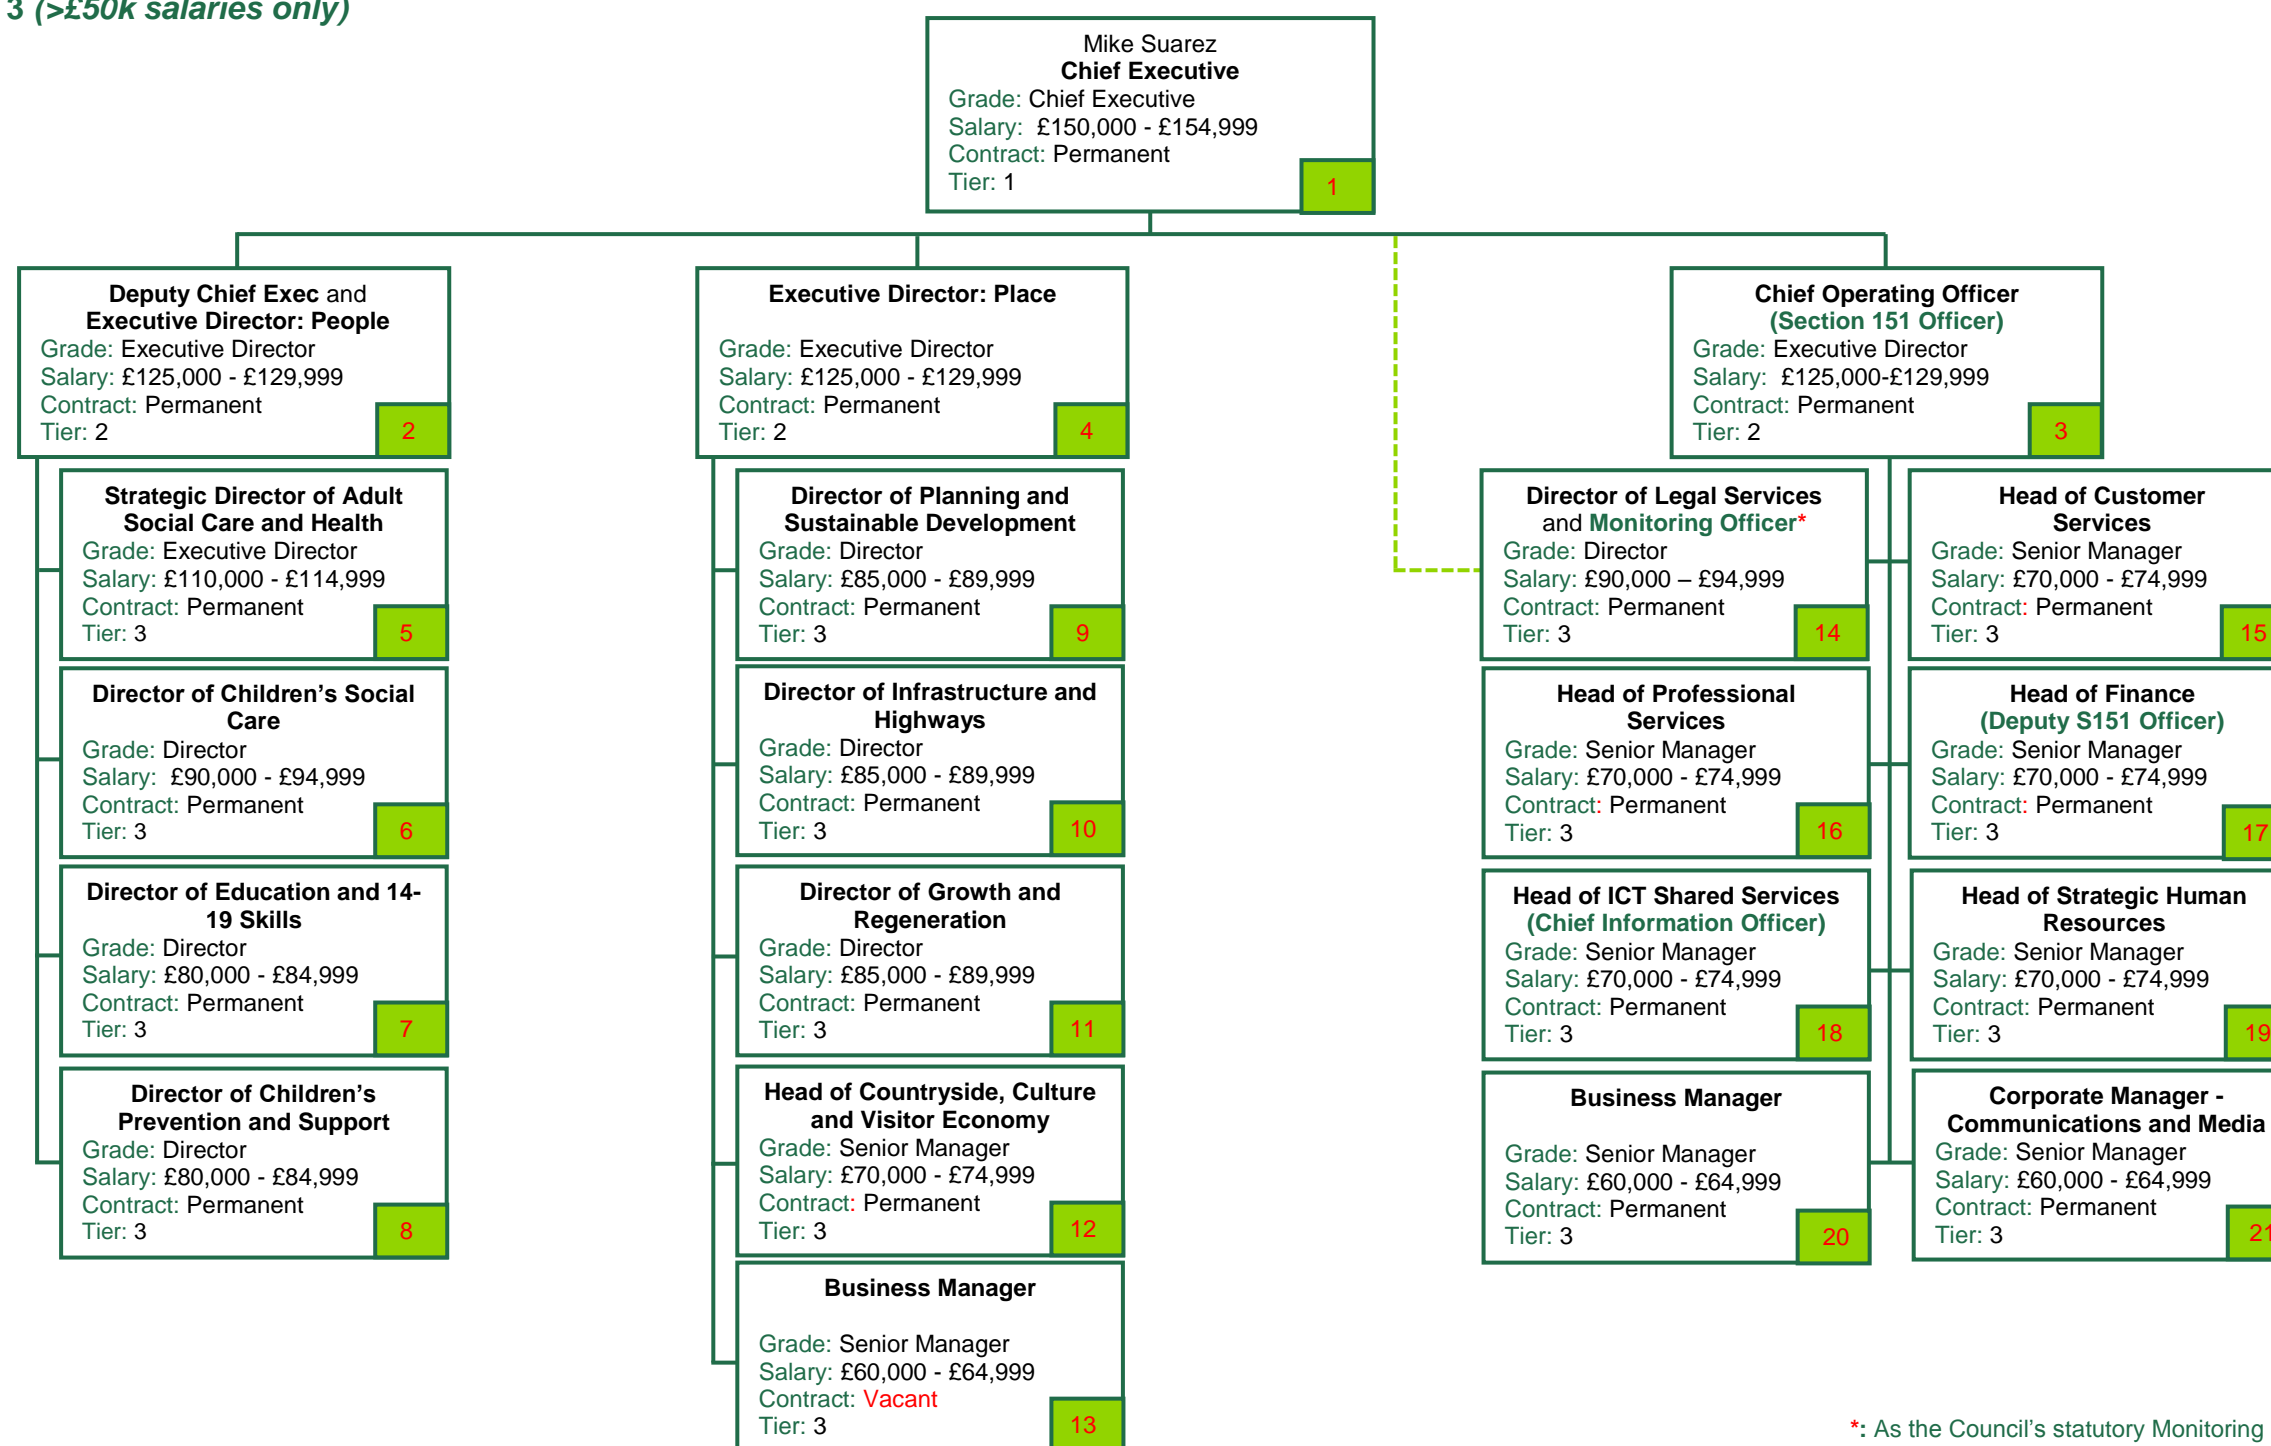 3 (>£50k salaries only)
Mike Suarez
Chief Executive
Grade: Chief Executive
Salary: £150,000 - £154,999
Contract: Permanent
Tier: 1
1
Deputy Chief Exec and
Executive Director: People
Grade: Executive Director
Salary: £125,000 - £129,999
Contract: Permanent
Tier: 2
2
Strategic Director of Adult
Social Care and Health
Grade: Executive Director
Salary: £110,000 - £114,999
Contract: Permanent
Tier: 3
5
Director of Children’s Social
Care
Grade: Director
Salary: £90,000 - £94,999
Contract: Permanent
Tier: 3
6
Director of Education and 14-
19 Skills
Grade: Director
Salary: £80,000 - £84,999
Contract: Permanent
Tier: 3
7
Director of Children’s
Prevention and Support
Grade: Director
Salary: £80,000 - £84,999
Contract: Permanent
Tier: 3
8
Executive Director: Place
Grade: Executive Director
Salary: £125,000 - £129,999
Contract: Permanent
Tier: 2
4
Director of Planning and
Sustainable Development
Grade: Director
Salary: £85,000 - £89,999
Contract: Permanent
Tier: 3
9
Director of Infrastructure and
Highways
Grade: Director
Salary: £85,000 - £89,999
Contract: Permanent
Tier: 3
10
Director of Growth and
Regeneration
Grade: Director
Salary: £85,000 - £89,999
Contract: Permanent
Tier: 3
11
Head of Countryside, Culture
and Visitor Economy
Grade: Senior Manager
Salary: £70,000 - £74,999
Contract: Permanent
Tier: 3
12
Business Manager
Grade: Senior Manager
Salary: £60,000 - £64,999
Contract: Vacant
Tier: 3
13
Chief Operating Officer
(Section 151 Officer)
Grade: Executive Director
Salary: £125,000-£129,999
Contract: Permanent
Tier: 2
3
Director of Legal Services
and Monitoring Officer*
Grade: Director
Salary: £90,000 – £94,999
Contract: Permanent
Tier: 3
14
Head of Customer
Services
Grade: Senior Manager
Salary: £70,000 - £74,999
Contract: Permanent
Tier: 3
15
Head of Professional
Services
Grade: Senior Manager
Salary: £70,000 - £74,999
Contract: Permanent
Tier: 3
16
Head of Finance
(Deputy S151 Officer)
Grade: Senior Manager
Salary: £70,000 - £74,999
Contract: Permanent
Tier: 3
17
Head of ICT Shared Services
(Chief Information Officer)
Grade: Senior Manager
Salary: £70,000 - £74,999
Contract: Permanent
Tier: 3
18
Head of Strategic Human
Resources
Grade: Senior Manager
Salary: £70,000 - £74,999
Contract: Permanent
Tier: 3
19
Business Manager
Grade: Senior Manager
Salary: £60,000 - £64,999
Contract: Permanent
Tier: 3
20
Corporate Manager -
Communications and Media
Grade: Senior Manager
Salary: £60,000 - £64,999
Contract: Permanent
Tier: 3
21
*: As the Council’s statutory Monitoring